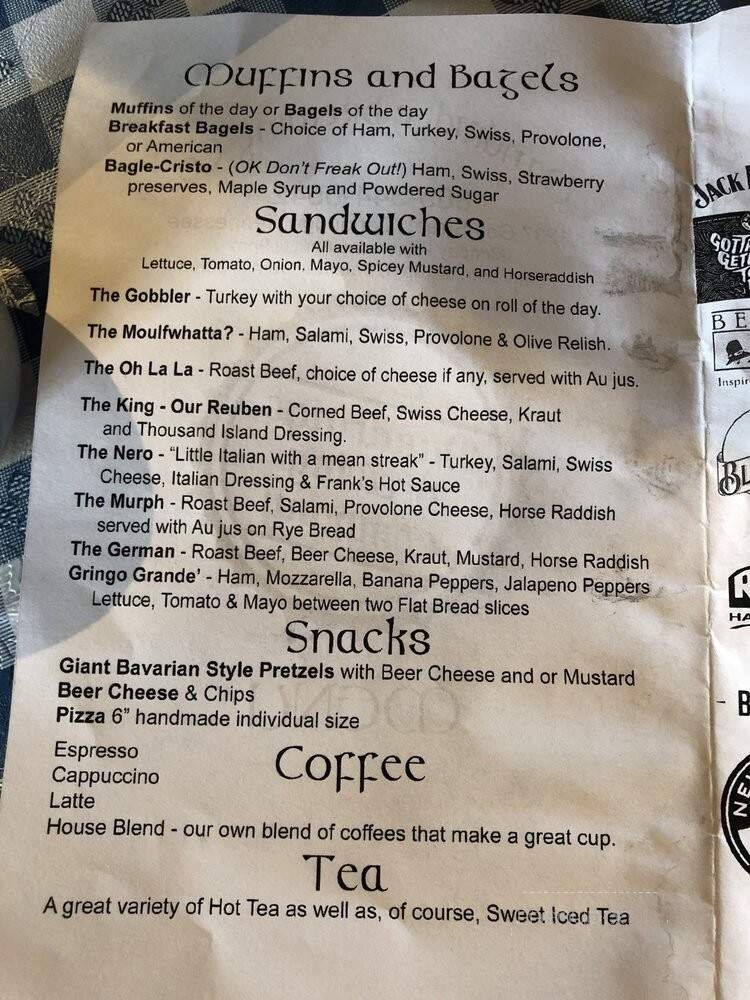 Muffins and Bagels
Muffins of the day or Bagels of the day
Breakfast Bagels - Choice of Ham, Turkey, Swiss, Provolone,
or American
Bagle-Cristo - (OK Don't Freak Out!) Ham, Swiss, Strawberry
preserves, Maple Syrup and Powdered Sugar
Sandwiches
All available with
Lettuce, Tomato, Onion, Mayo, Spicey Mustard, and Horseraddish
The Gobbler - Turkey with your choice of cheese on roll of the day.
The Moulfwhatta? - Ham, Salami, Swiss, Provolone & Olive Relish.
The Oh La La - Roast Beef, choice of cheese if any, served with Au jus.
The King - Our Reuben - Corned Beef, Swiss Cheese, Kraut
and Thousand Island Dressing.
The Nero - "Little Italian with a mean streak" - Turkey, Salami, Swiss
Cheese, Italian Dressing & Frank's Hot Sauce
The Murph - Roast Beef, Salami, Provolone Cheese, Horse Raddish
served with Au jus on Rye Bread
The German - Roast Beef, Beer Cheese, Kraut, Mustard, Horse Raddish
Gringo Grande' - Ham, Mozzarella, Banana Peppers, Jalapeno Peppers
Lettuce, Tomato & Mayo between two Flat Bread slices
Snacks
Giant Bavarian Style Pretzels with Beer Cheese and or Mustard
Beer Cheese & Chips
Pizza 6" handmade individual size
Coffee
Espresso
Cappuccino
Latte
House Blend - our own blend of coffees that make a great cup.
Tea
A great variety of Hot Tea as well as, of course, Sweet Iced Tea
JACK
GOTTA
GET
BE
Inspir
BL
HA
- B
NE